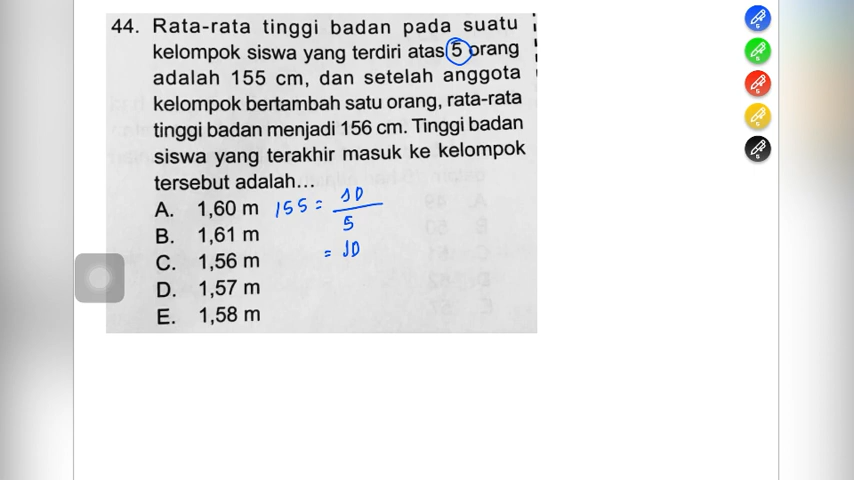 44. Rata-rata tinggi badan pada suatu
kelompok siswa yang terdiri atas 5 orang
adalah 155 cm, dan setelah anggota
kelompok bertambah satu orang, rata-rata
tinggi badan menjadi 156 cm. Tinggi badan
siswa yang terakhir masuk ke kelompok
tersebut adalah...
A. 1,60 m
B. 1,61 m
C. 1,56 m
D. 1,57 m
E. 1,58 m
155 = JD
5
= JD